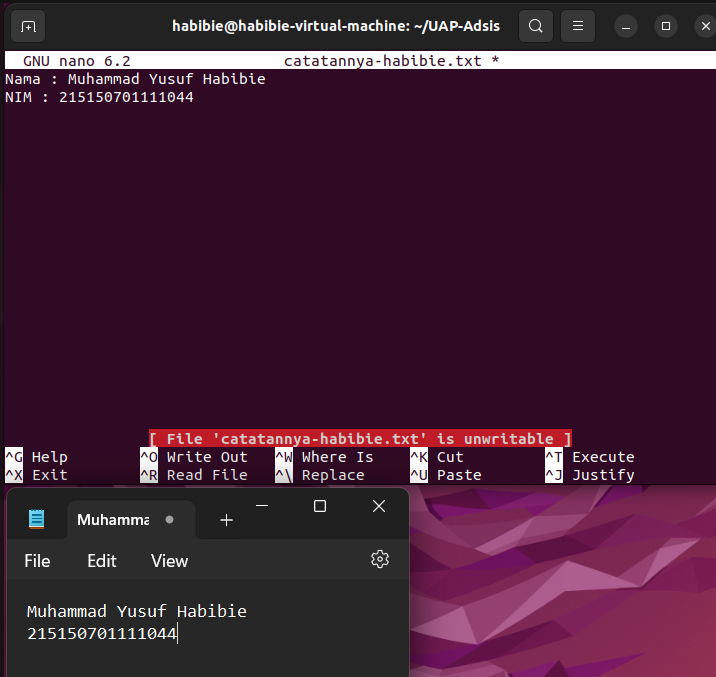 habibie@habibie-virtual-machine: ~/UAP-Adsis
GNU nano 6.2 catatannya-habibie.txt *
Nama : Muhammad Yusuf Habibie
NIM : 215150701111044
[ File 'catatannya-habibie.txt' is unwritable ]
^G Help ^O Write Out ^W Where Is ^K Cut ^T Execute
^X Exit ^R Read File ^\ Replace ^U Paste ^J Justify
Muhamma
File Edit View
Muhammad Yusuf Habibie
215150701111044